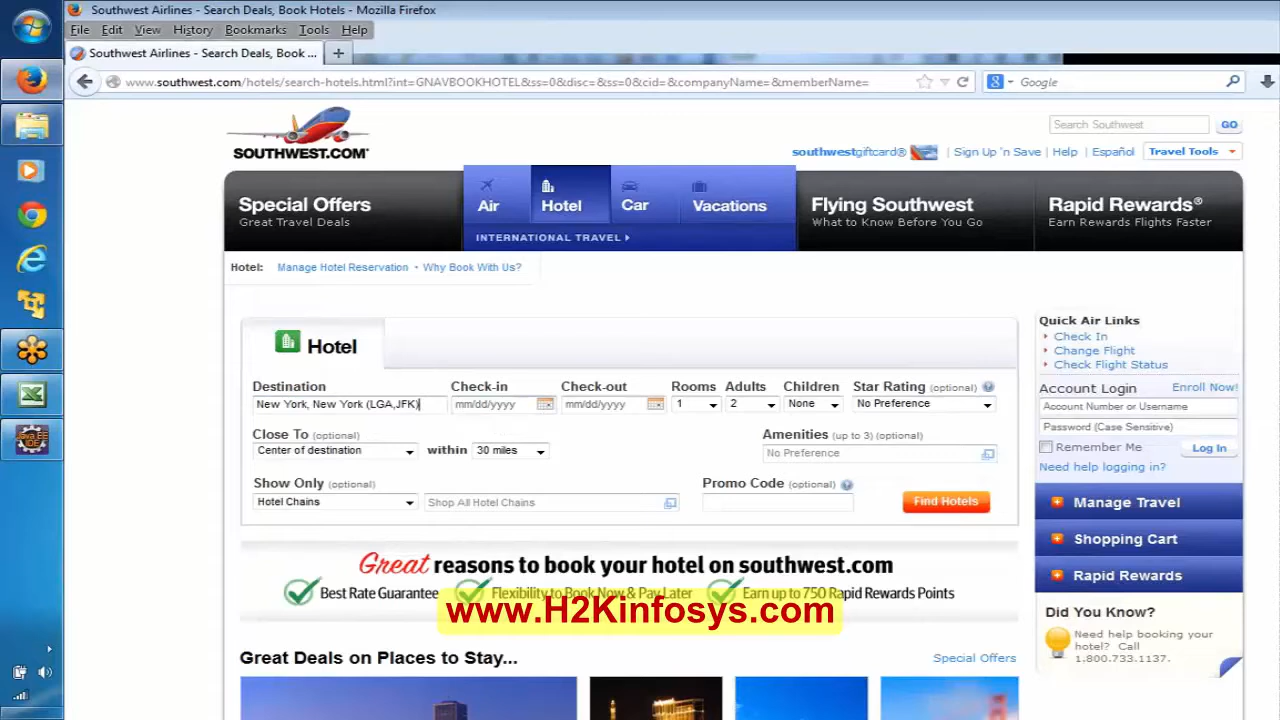 Southwest Airlines - Search Deals, Book Hotels - Mozilla Firefox
File Edit View History Bookmarks Tools Help
Southwest Airlines - Search Deals, Book ... +
www.southwest.com/hotels/search-hotels.html?int=GNAVBOOKHOTEL&ss=0&disc=&ss=0&cid=&companyName=&memberName=
Google
SOUTHWEST.COM®
Search Southwest GO
southwestgiftcard® | Sign Up 'n Save | Help | Español Travel Tools
Special Offers
Great Travel Deals
Air Hotel Car Vacations
INTERNATIONAL TRAVEL
Flying Southwest
What to Know Before You Go
Rapid Rewards®
Earn Rewards Flights Faster
Hotel: Manage Hotel Reservation • Why Book With Us?
Hotel
Destination Check-in Check-out Rooms Adults Children Star Rating (optional)
New York, New York (LGA,JFK) mm/dd/yyyy mm/dd/yyyy 1 2 None No Preference
Close To (optional) Amenities (up to 3) (optional)
Center of destination within 30 miles No Preference
Show Only (optional) Promo Code (optional)
Hotel Chains Shop All Hotel Chains Find Hotels
Quick Air Links
Check In
Change Flight
Check Flight Status
Account Login Enroll Now!
Account Number or Username
Password (Case Sensitive)
Remember Me Log In
Need help logging in?
Manage Travel
Shopping Cart
Rapid Rewards
Did You Know?
Need help booking your
hotel? Call
1.800.733.1137.
Great reasons to book your hotel on southwest.com
Best Rate Guarantee Flexibility to Book Now & Pay Later Earn up to 750 Rapid Rewards Points
www.H2Kinfosys.com
Great Deals on Places to Stay... Special Offers
Java EE
IDE